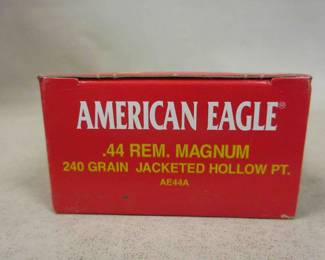 AMERICAN EAGLE®
.44 REM. MAGNUM
240 GRAIN JACKETED HOLLOW PT.
AE44A